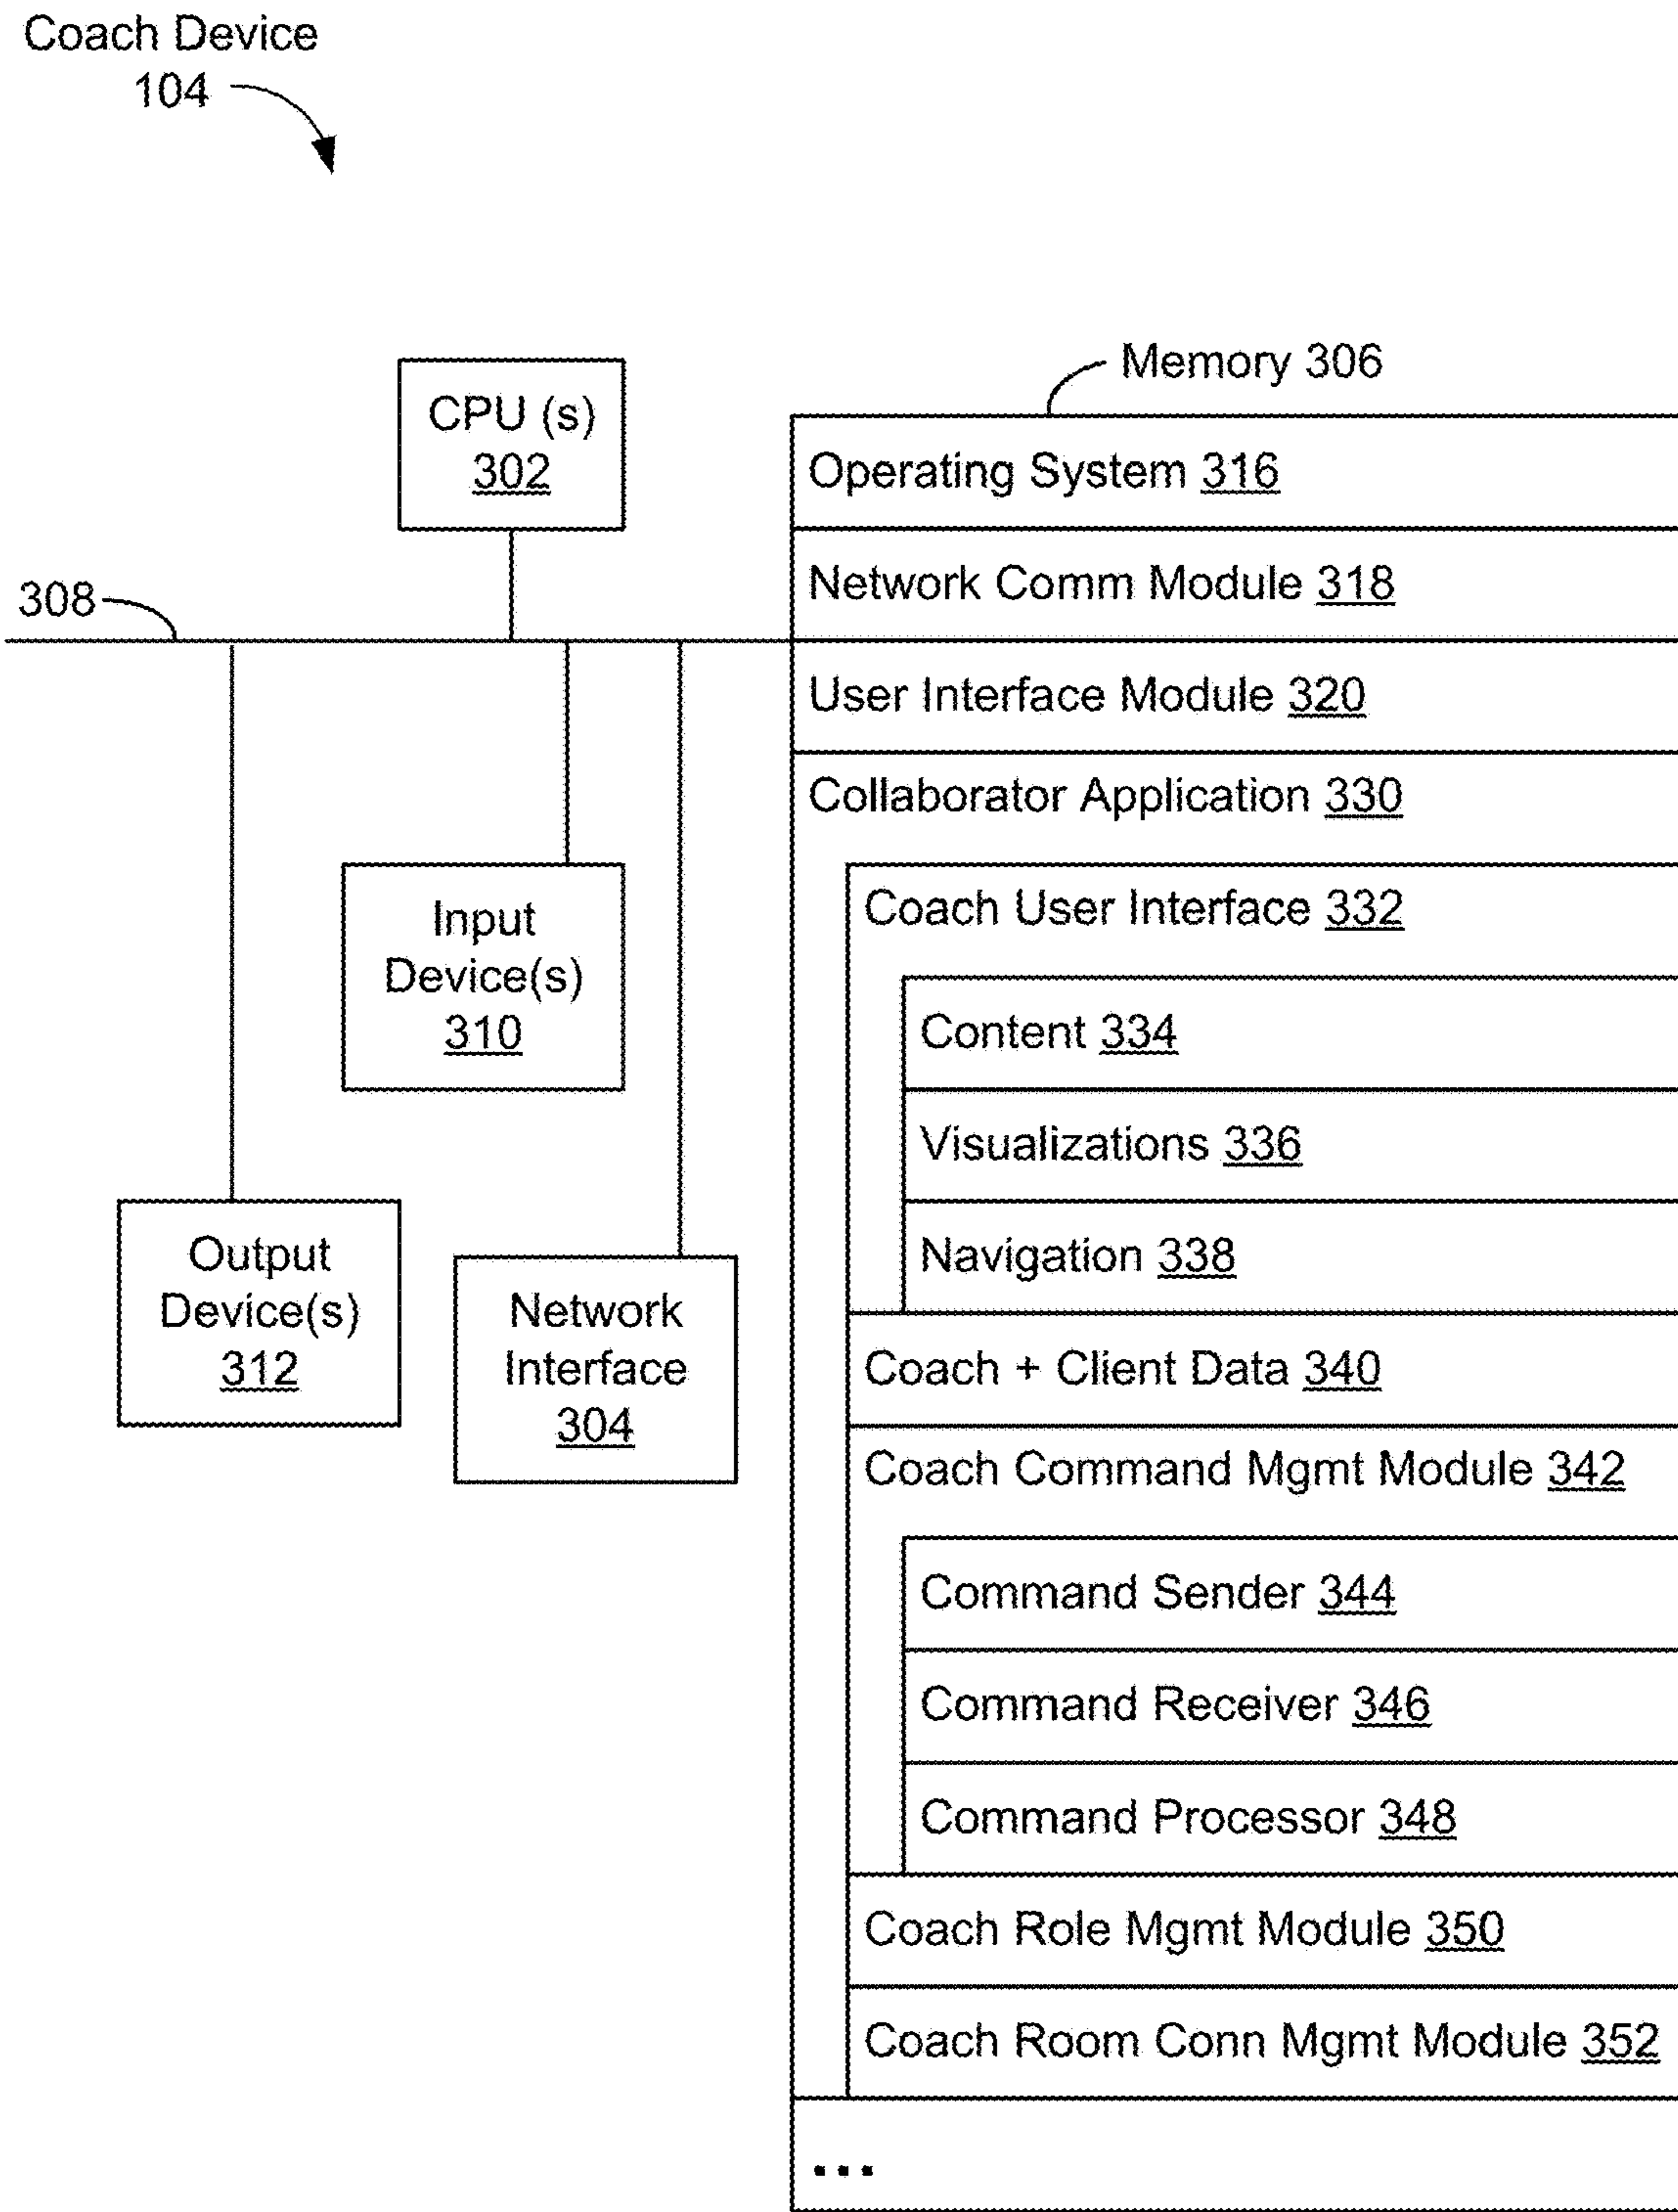 Coach Device
104
Memory 306
CPU (s)
302
Operating System 316
Network Comm Module 318
308
User Interface Module 320
Collaborator Application 330
Input
Device(s)
310
Coach User Interface 332
Content 334
Visualizations 336
Output
Device(s)
312
Network
Interface
304
Navigation 338
Coach + Client Data 340
Coach Command Mgmt Module 342
Command Sender 344
Command Receiver 346
Command Processor 348
Coach Role Mgmt Module 350
Coach Room Conn Mgmt Module 352
...